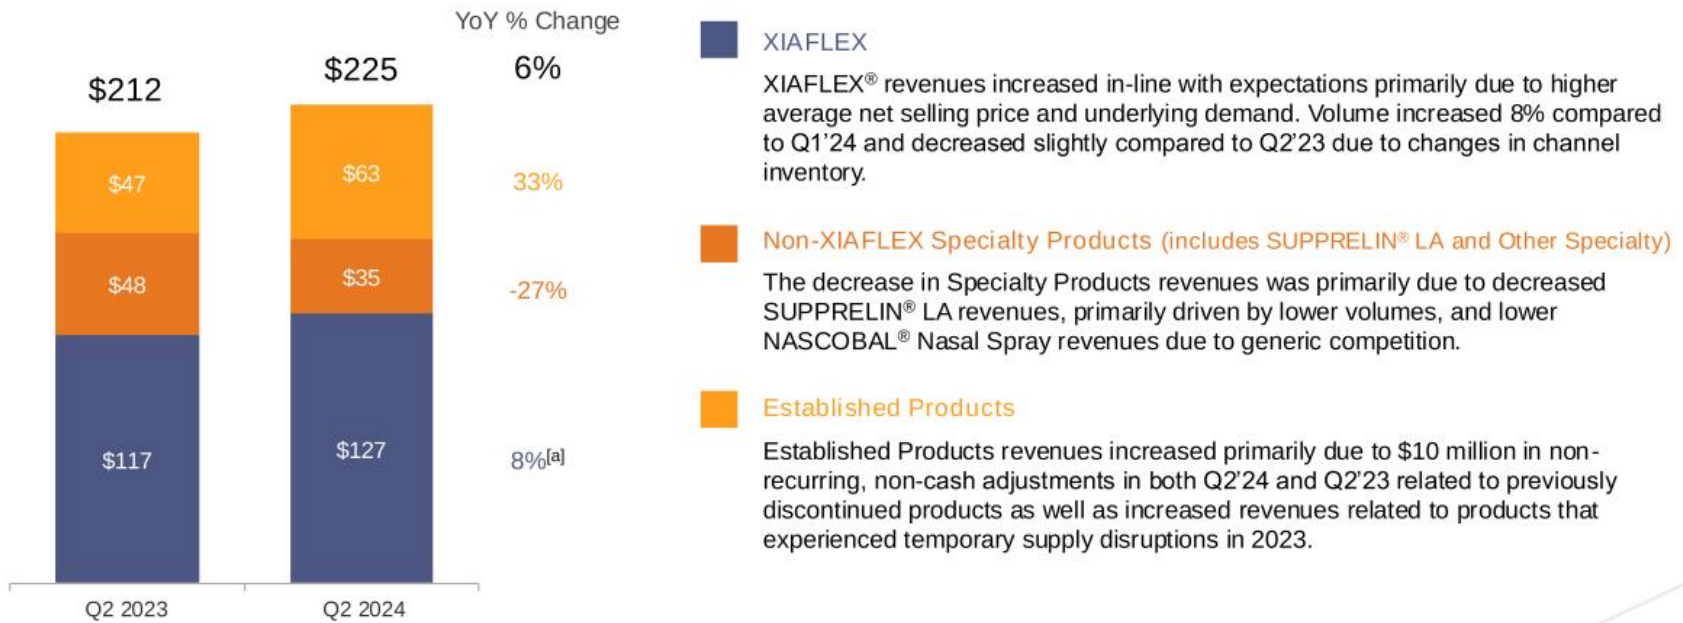 YoY % Change
$212
$225
6%
$47
$63
33%
$48
$35
-27%
$117
$127
8%[a]
Q2 2023
Q2 2024
XIAFLEX
XIAFLEX® revenues increased in-line with expectations primarily due to higher
average net selling price and underlying demand. Volume increased 8% compared
to Q1’24 and decreased slightly compared to Q2’23 due to changes in channel
inventory.
Non-XIAFLEX Specialty Products (includes SUPPRELIN® LA and Other Specialty)
The decrease in Specialty Products revenues was primarily due to decreased
SUPPRELIN® LA revenues, primarily driven by lower volumes, and lower
NASCOBAL® Nasal Spray revenues due to generic competition.
Established Products
Established Products revenues increased primarily due to $10 million in non-
recurring, non-cash adjustments in both Q2’24 and Q2’23 related to previously
discontinued products as well as increased revenues related to products that
experienced temporary supply disruptions in 2023.